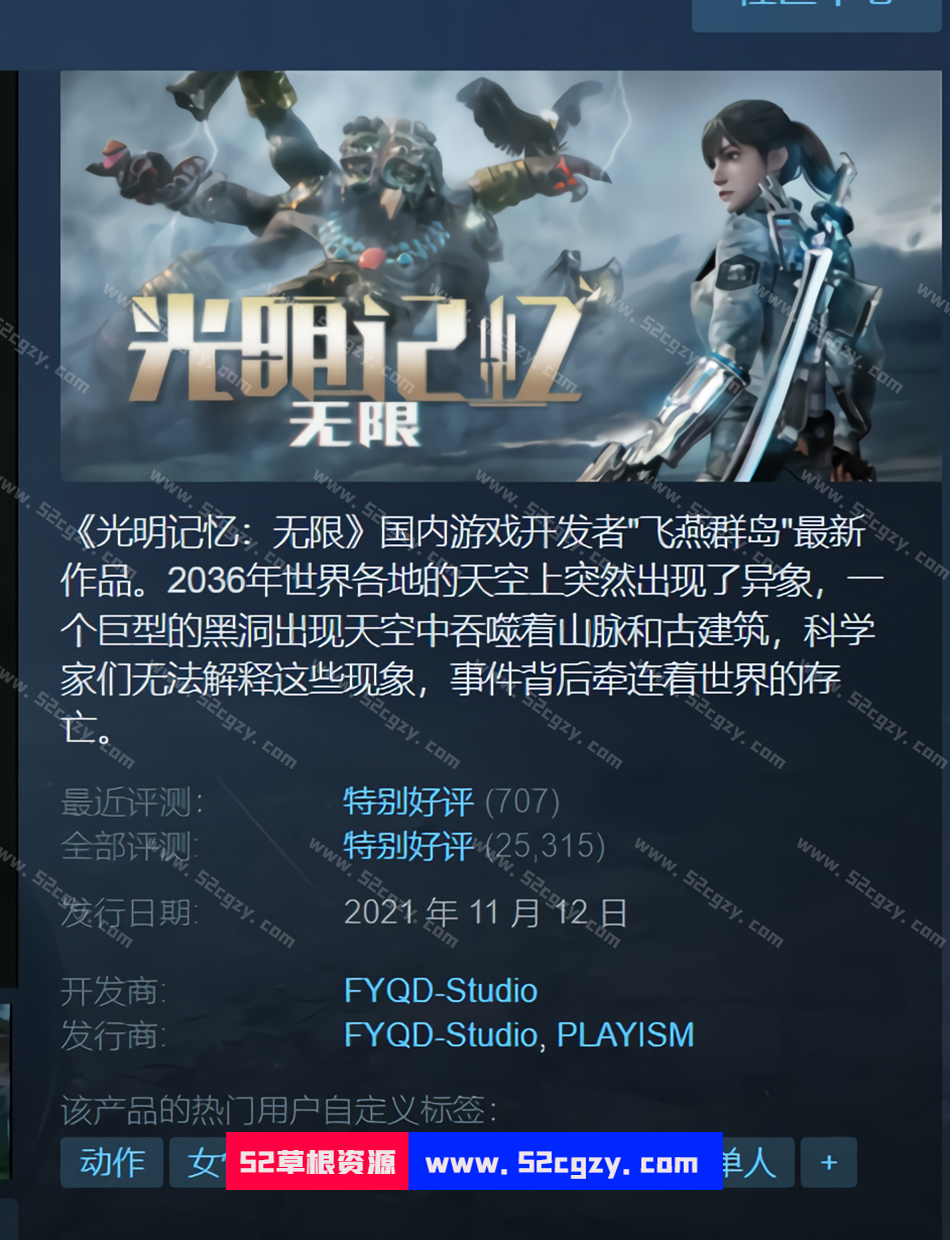 光明记忆
无限
《光明记忆：无限》国内游戏开发者"飞燕群岛"最新
作品。2036年世界各地的天空上突然出现了异象，一
个巨型的黑洞出现天空中吞噬着山脉和古建筑，科学
家们无法解释这些现象，事件背后牵连着世界的存
亡。
最近评测： 特别好评 (707)
全部评测: 特别好评 (25,315)
发行日期: 2021 年 11 月 12 日
开发商: FYQD-Studio
发行商: FYQD-Studio, PLAYISM
该产品的热门用户自定义标签：
动作 女 单人 +
52草根资源 www.52cgzy.com